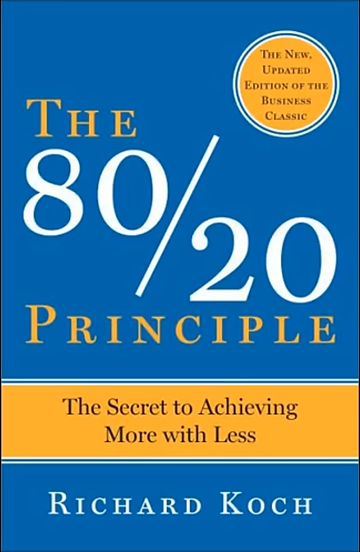 The New,
Updated
Edition of the
Business
Classic
The
80/20
Principle
The Secret to Achieving
More with Less
Richard Koch